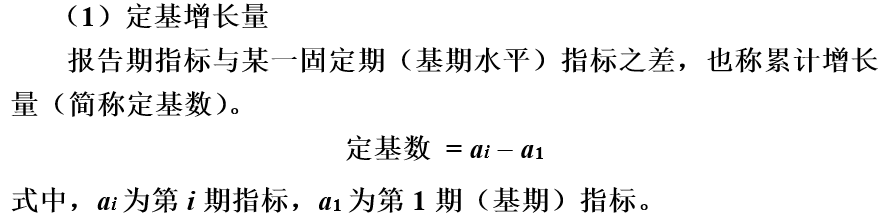 （1）定基增长量
报告期指标与某一固定期（基期水平）指标之差，也称累计增长
量（简称定基数）。
定基数 = ai – a1
式中，ai 为第 i 期指标，a1 为第 1 期（基期）指标。